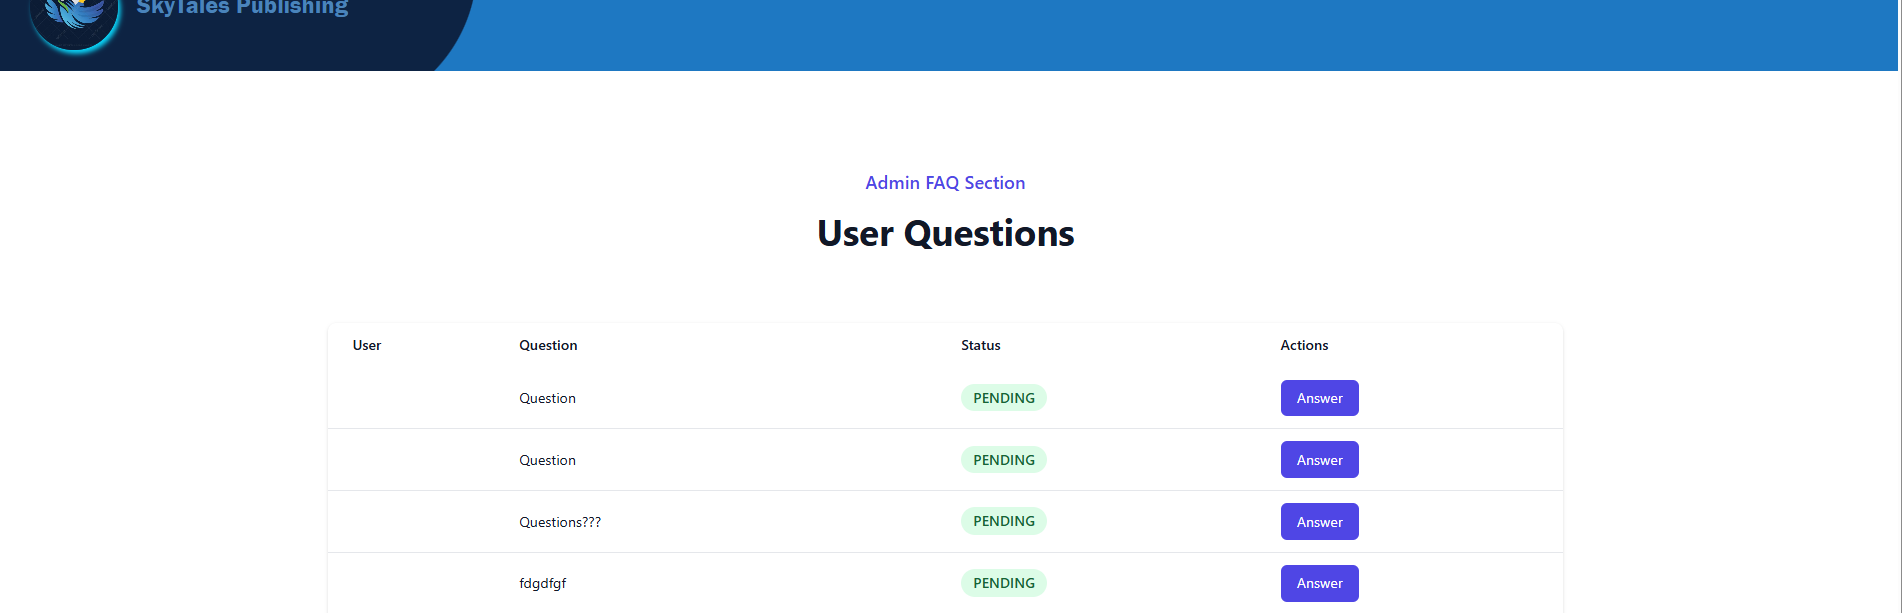 SkyTales Publishing
Admin FAQ Section
User Questions
User Question Status Actions
Question PENDING Answer
Question PENDING Answer
Questions??? PENDING Answer
fdgdfgf PENDING Answer